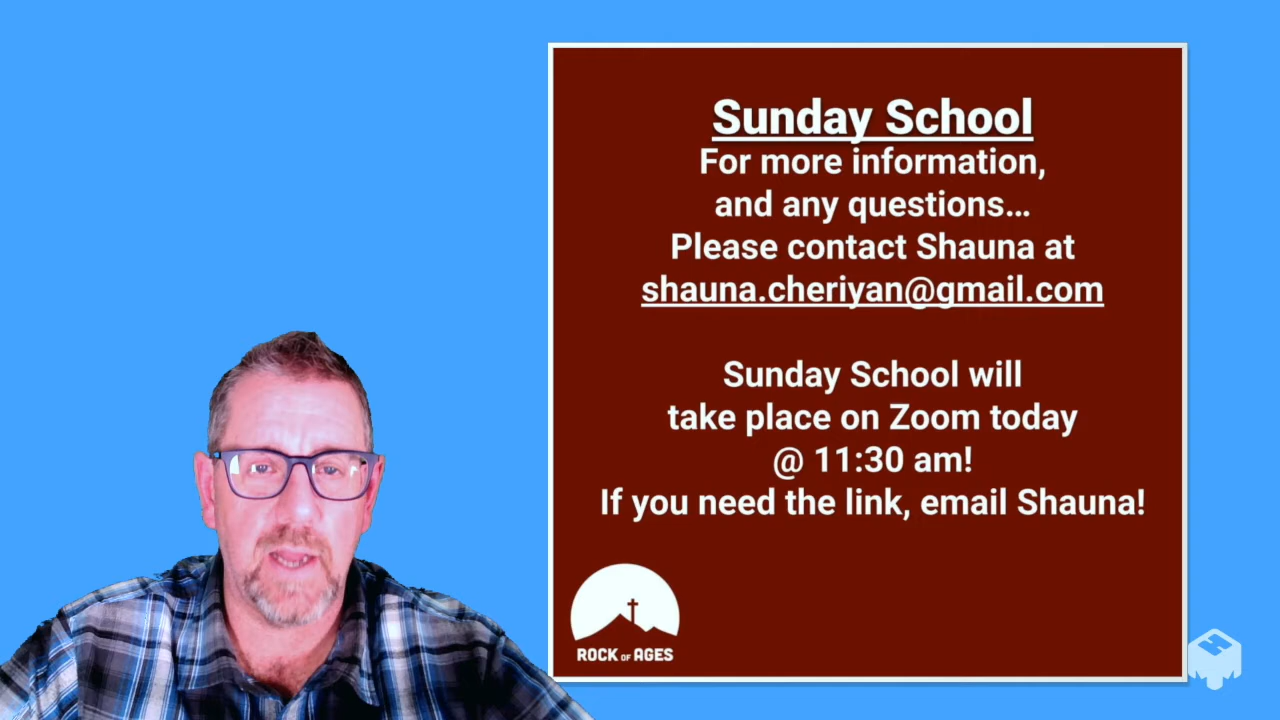 Sunday School
For more information,
and any questions...
Please contact Shauna at
shauna.cheriyan@gmail.com
Sunday School will
take place on Zoom today
@ 11:30 am!
If you need the link, email Shauna!
ROCK OF AGES